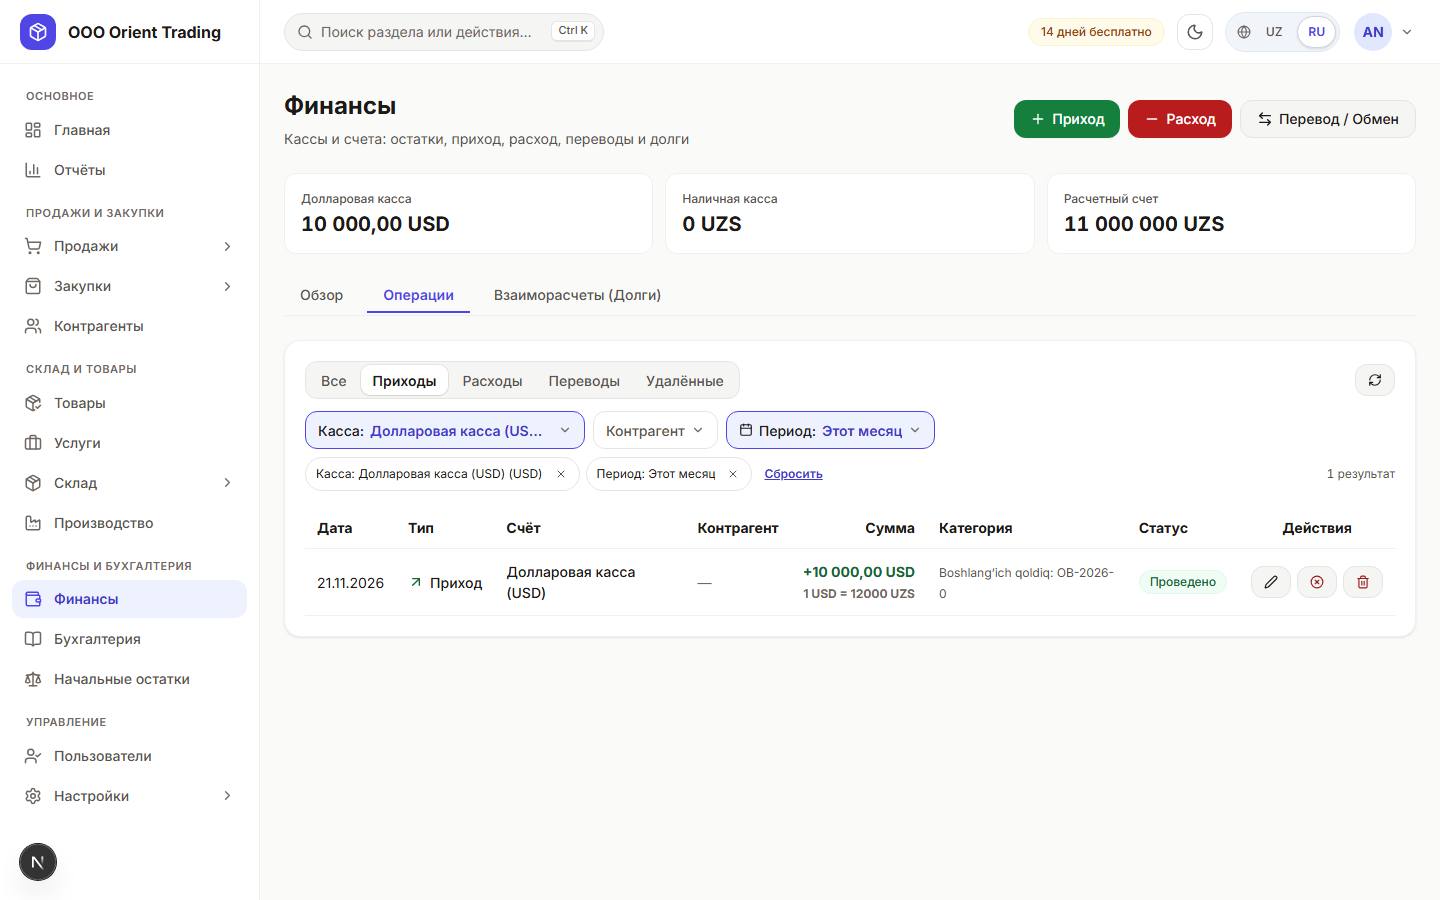 ООО Orient Trading
Поиск раздела или действия...
Ctrl K
14 дней бесплатно
UZ
RU
AN
ОСНОВНОЕ
Главная
Отчёты
ПРОДАЖИ И ЗАКУПКИ
Продажи
Закупки
Контрагенты
СКЛАД И ТОВАРЫ
Товары
Услуги
Склад
Производство
ФИНАНСЫ И БУХГАЛТЕРИЯ
Финансы
Бухгалтерия
Начальные остатки
УПРАВЛЕНИЕ
Пользователи
Настройки
N
Финансы
Кассы и счета: остатки, приход, расход, переводы и долги
Приход
Расход
Перевод / Обмен
Долларовая касса
10 000,00 USD
Наличная касса
0 UZS
Расчетный счет
11 000 000 UZS
Обзор
Операции
Взаиморасчеты (Долги)
Все
Приходы
Расходы
Переводы
Удалённые
Касса: Долларовая касса (US...
Контрагент
Период: Этот месяц
Касса: Долларовая касса (USD) (USD)
Период: Этот месяц
Сбросить
1 результат
Дата
Тип
Счёт
Контрагент
Сумма
Категория
Статус
Действия
21.11.2026
Приход
Долларовая касса
(USD)
—
+10 000,00 USD
1 USD = 12000 UZS
Boshlangʻich qoldiq: OB-2026-
0
Проведено